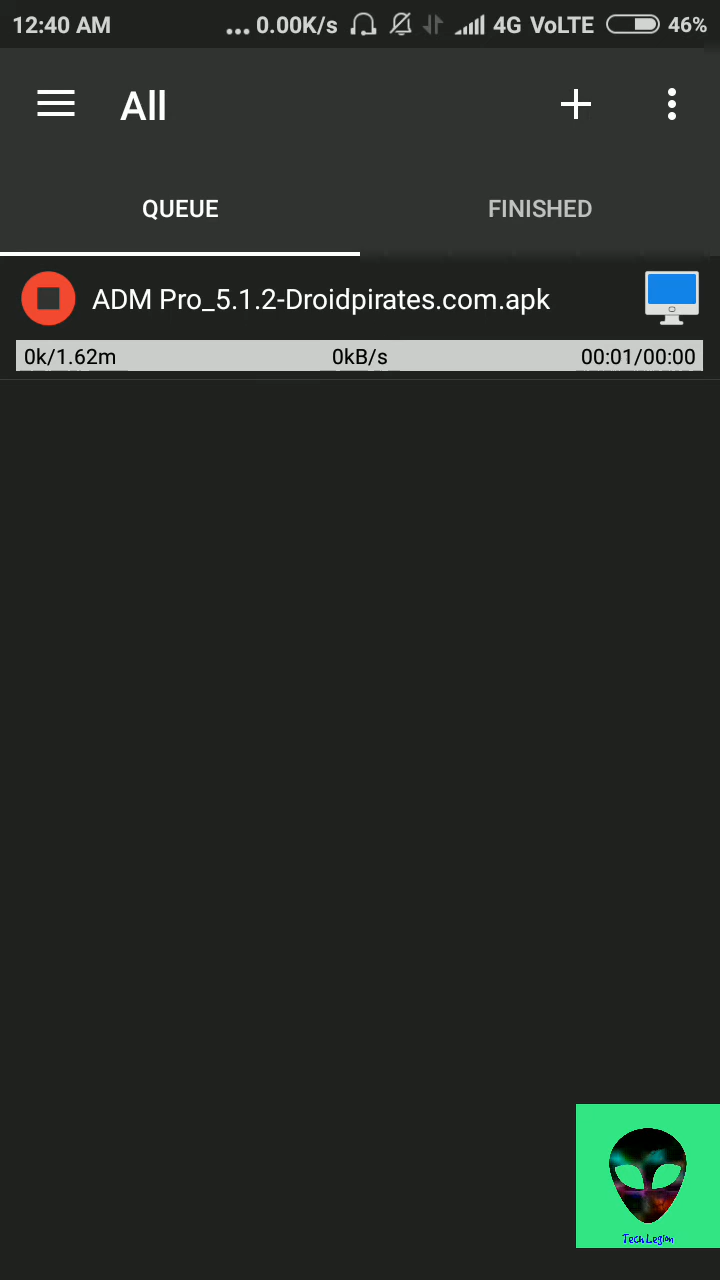 12:40 AM ... 0.00K/s 4G VoLTE 46%
All
QUEUE FINISHED
ADM Pro_5.1.2-Droidpirates.com.apk
0k/1.62m 0kB/s 00:01/00:00
Tech Legion